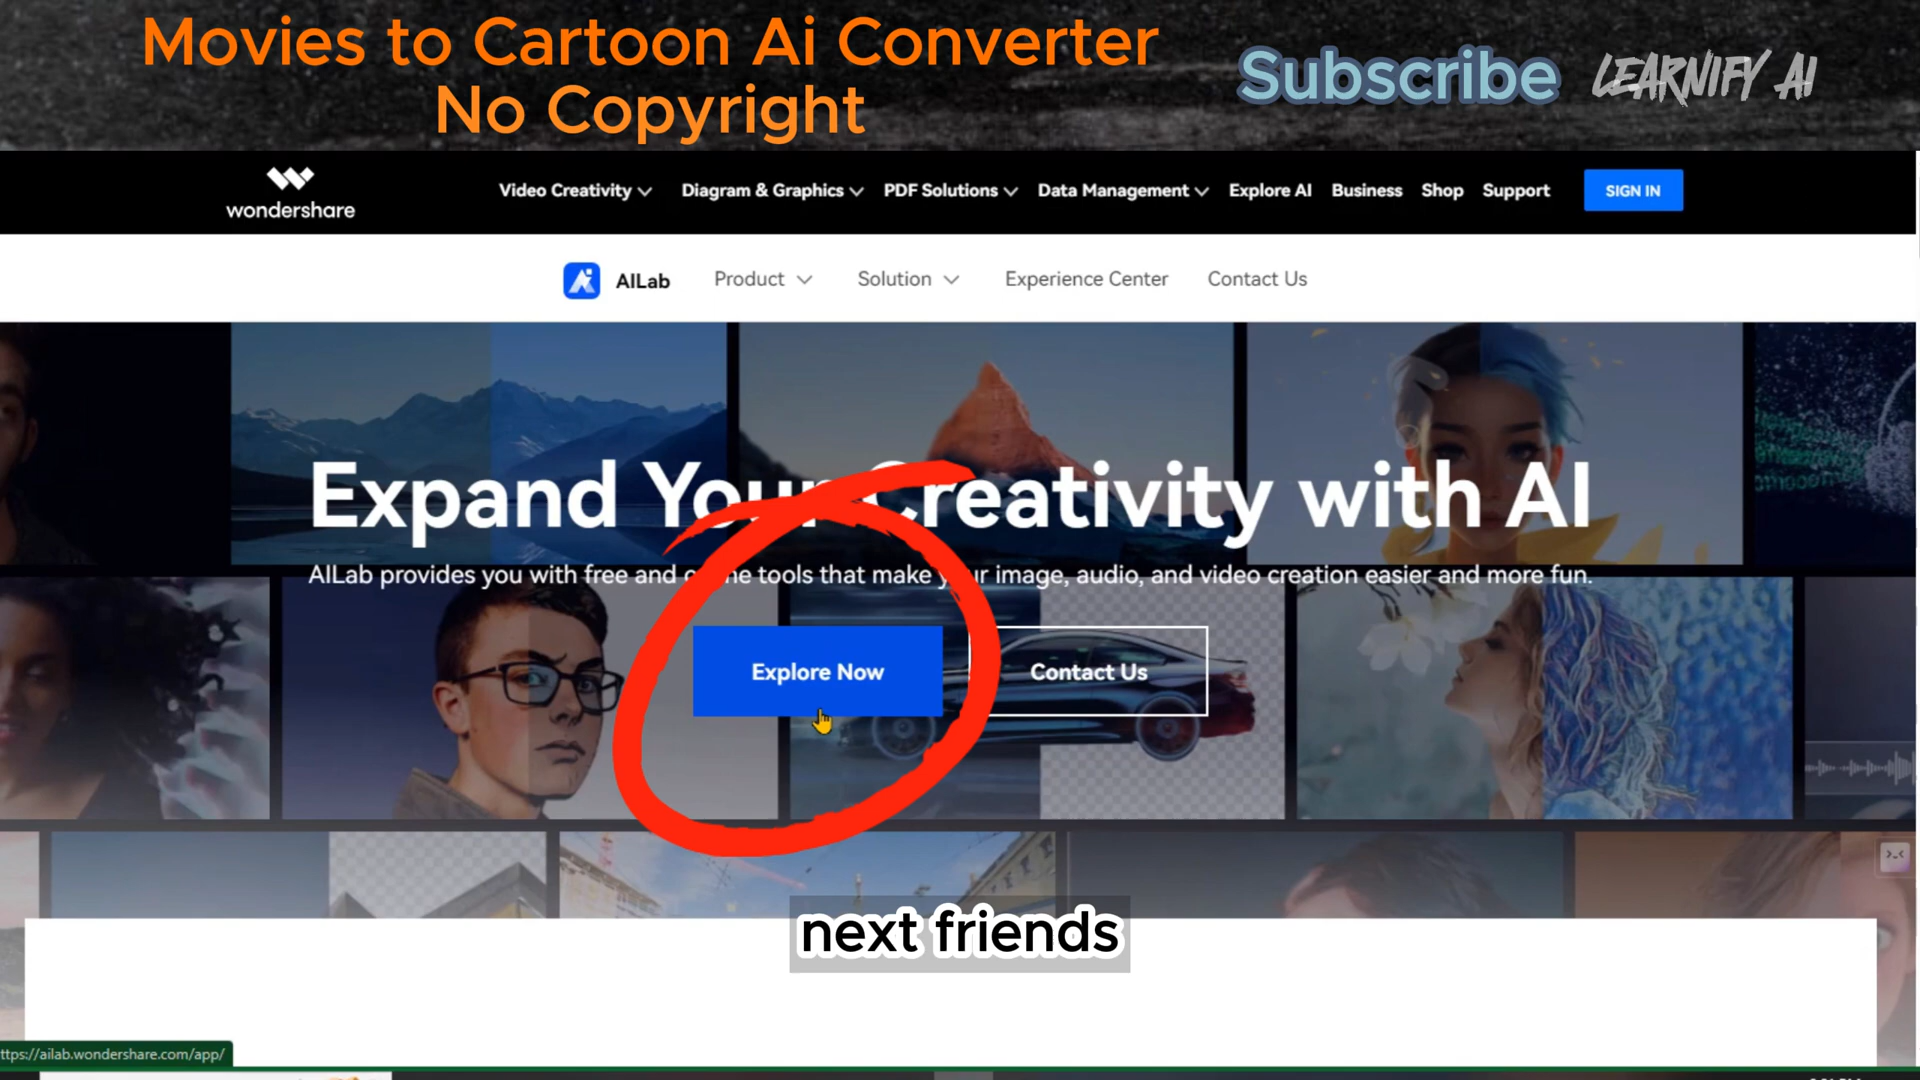 Movies to Cartoon Ai Converter
No Copyright
Subscribe LEARNIFY AI
wondershare
Video Creativity Diagram & Graphics PDF Solutions Data Management Explore AI Business Shop Support SIGN IN
AILab Product Solution Experience Center Contact Us
Expand Your Creativity with AI
AILab provides you with free and online tools that make your image, audio, and video creation easier and more fun.
Explore Now Contact Us
next friends
ttps://ailab.wondershare.com/app/